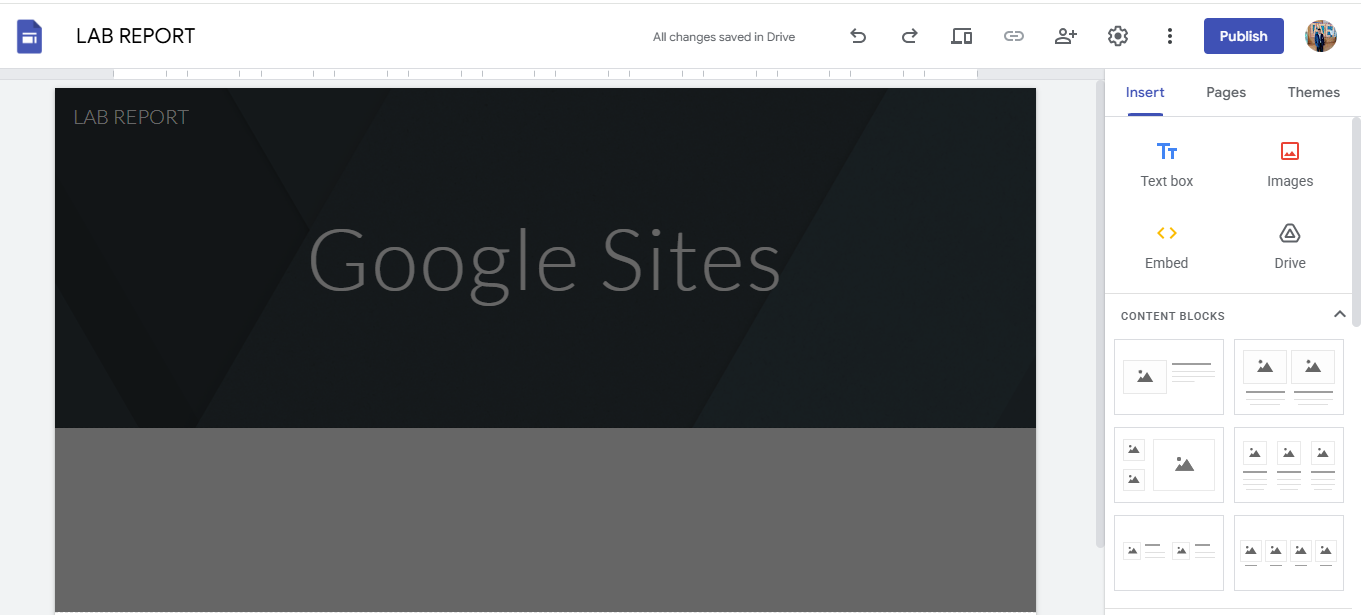 LAB REPORT
All changes saved in Drive
Publish
Insert
Pages
Themes
LAB REPORT
Google Sites
Text box
Images
Embed
Drive
CONTENT BLOCKS